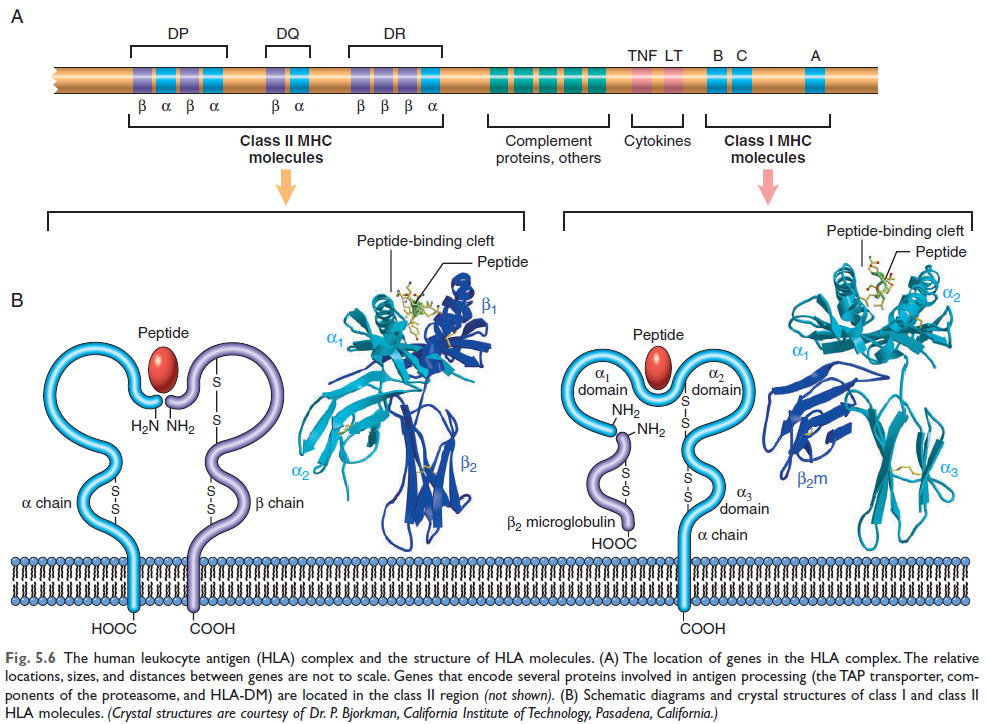 A
DP DQ DR
TNF LT B C A
β α β α β α β β β α
Class II MHC
molecules
Complement
proteins, others
Cytokines
Class I MHC
molecules
B
Peptide-binding cleft
Peptide
α1
β1
α2
β2
Peptide
H2N NH2
S
S
S-S
S-S
α chain
β chain
HOOC COOH
Peptide-binding cleft
Peptide
α2
α1
β2m
α3
Peptide
α1
domain
α2
domain
NH2
NH2
S-S
S-S
S-S
α3
domain
β2 microglobulin
HOOC
α chain
COOH
Fig. 5.6 The human leukocyte antigen (HLA) complex and the structure of HLA molecules. (A) The location of genes in the HLA complex. The relative
locations, sizes, and distances between genes are not to scale. Genes that encode several proteins involved in antigen processing (the TAP transporter, com-
ponents of the proteasome, and HLA-DM) are located in the class II region (not shown). (B) Schematic diagrams and crystal structures of class I and class II
HLA molecules. (Crystal structures are courtesy of Dr. P. Bjorkman, California Institute of Technology, Pasadena, California.)